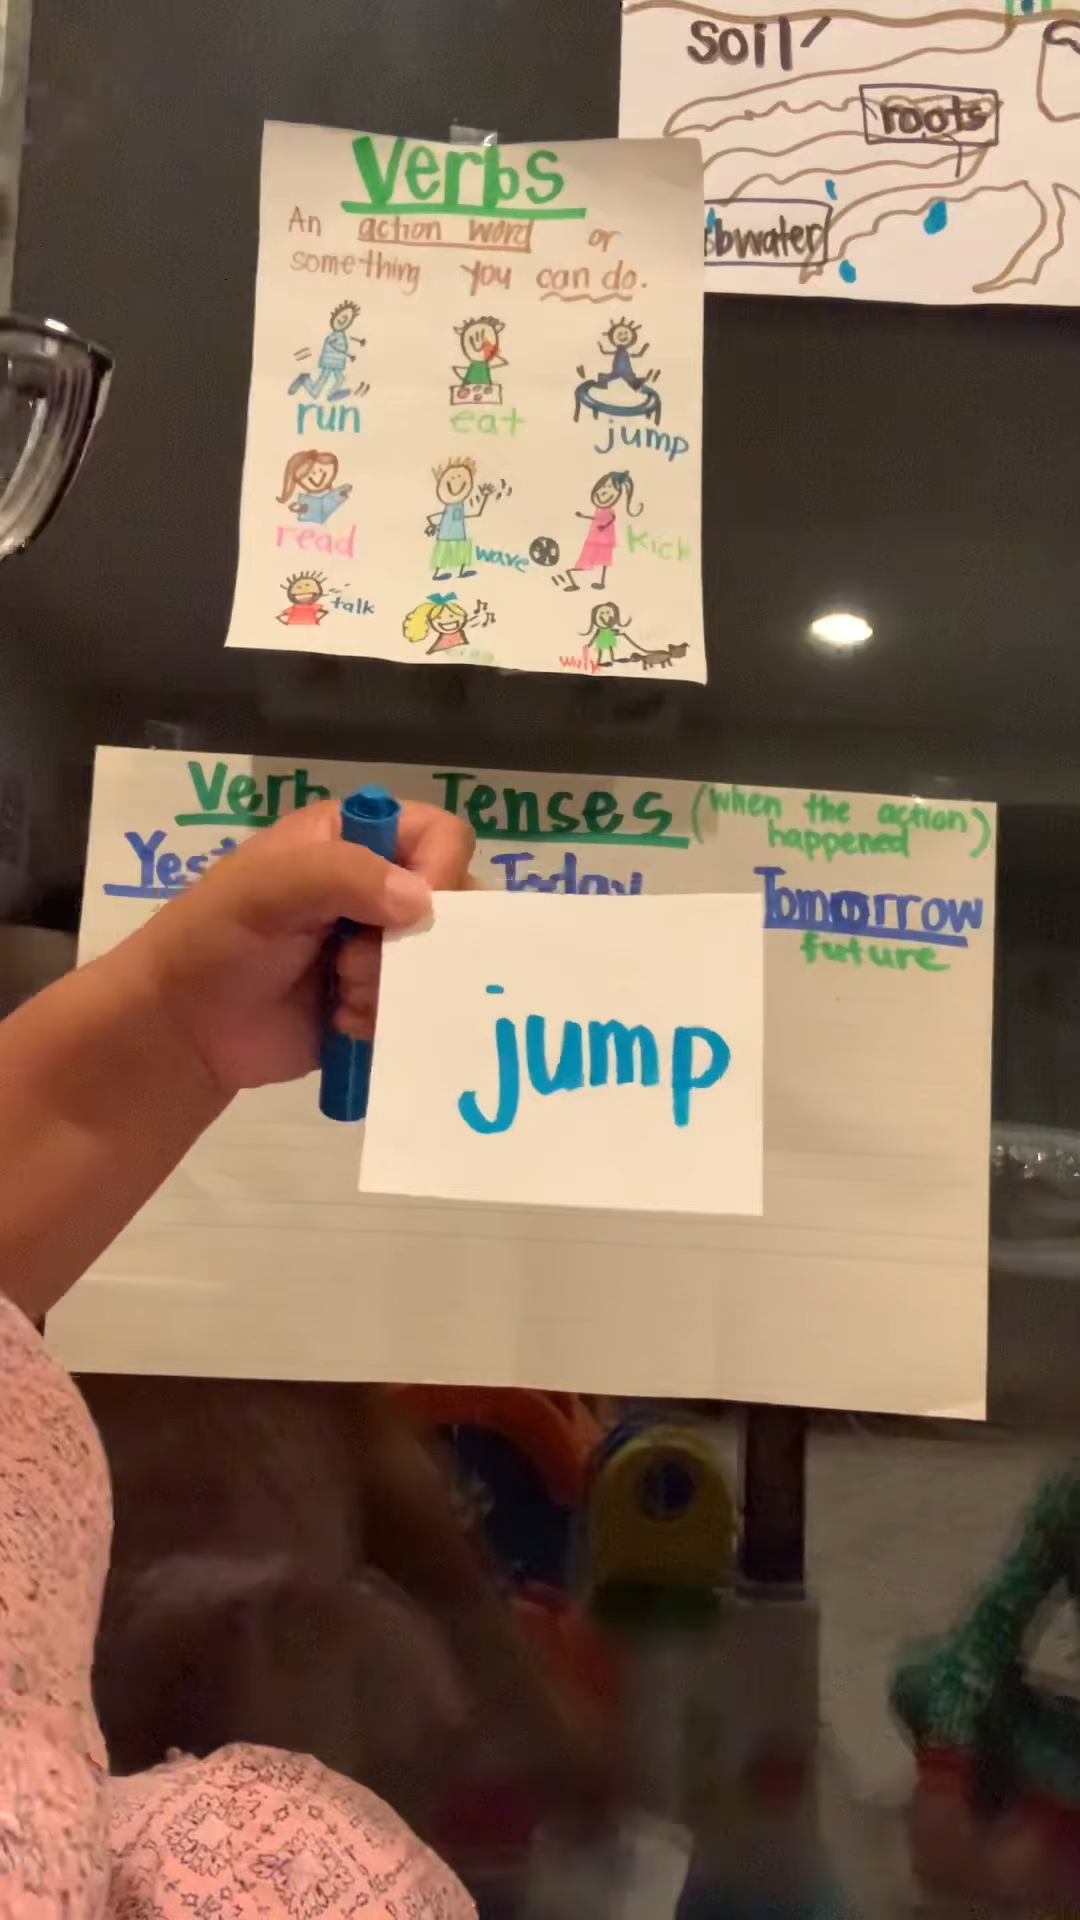 soil
roots
Verbs
An action word or
something you can do.
run eat jump
read wave kick
talk walk
Verb Tenses (when the action)
happened
Today Tomorrow
future
jump